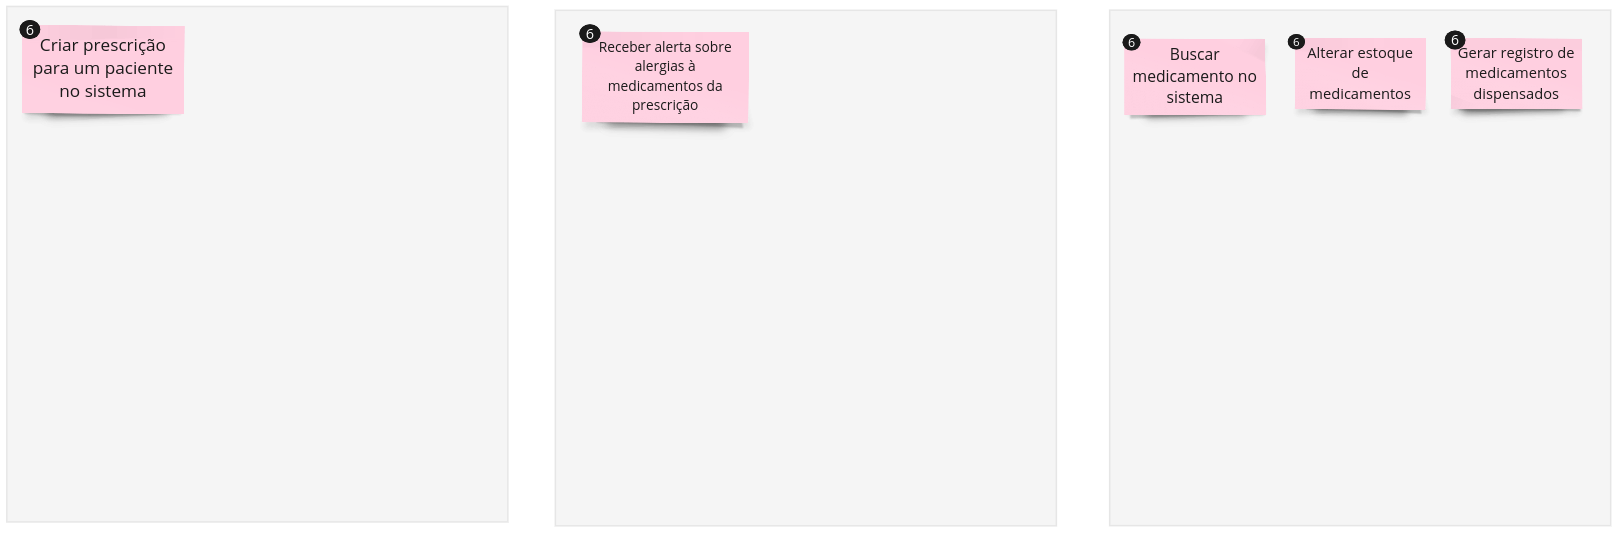 6
Criar prescrição
para um paciente
no sistema
6
Receber alerta sobre
alergias à
medicamentos da
prescrição
6
Buscar
medicamento no
sistema
6
Alterar estoque
de
medicamentos
6
Gerar registro de
medicamentos
dispensados